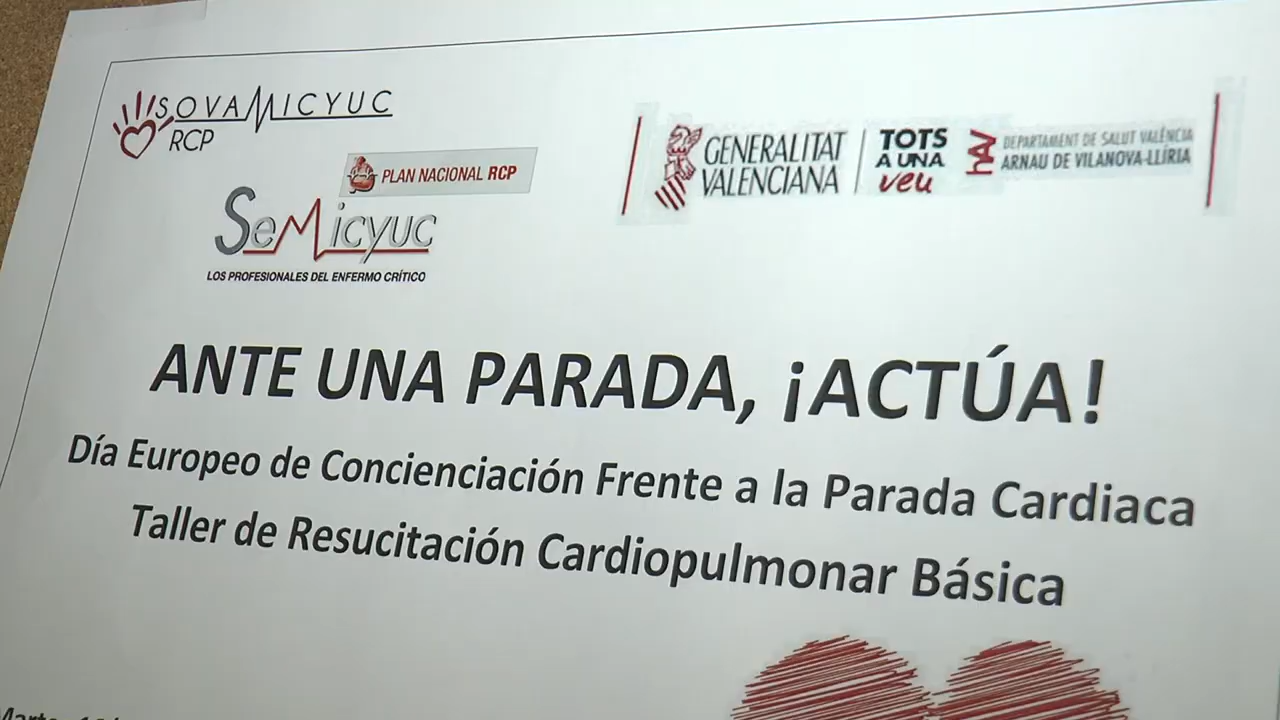 SOVAMICYUC
RCP
PLAN NACIONAL RCP
SEMICYUC
LOS PROFESIONALES DEL ENFERMO CRÍTICO
GENERALITAT
VALENCIANA
TOTS
A UNA
veu
DEPARTAMENT DE SALUT VALÈNCIA
ARNAU DE VILANOVA-LLÍRIA
ANTE UNA PARADA, ¡ACTÚA!
Día Europeo de Concienciación Frente a la Parada Cardiaca
Taller de Resucitación Cardiopulmonar Básica